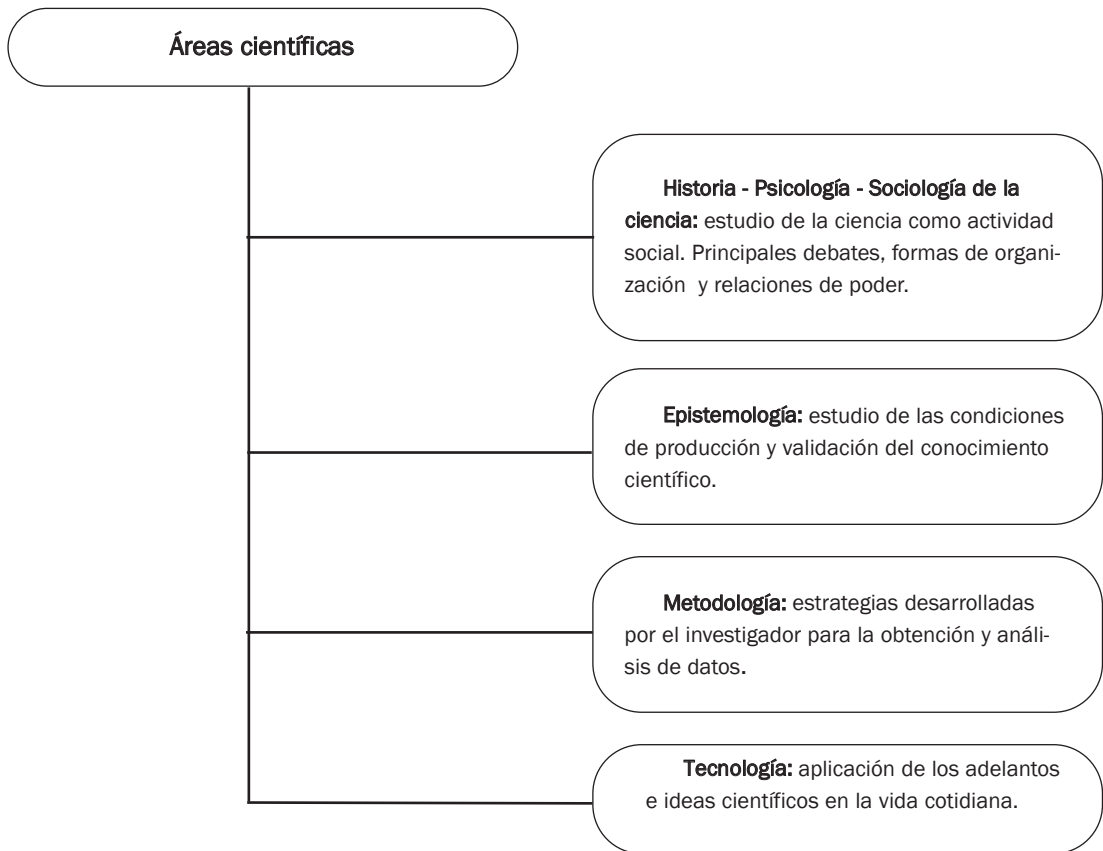 Áreas científicas
Historia - Psicología - Sociología de la
ciencia: estudio de la ciencia como actividad
social. Principales debates, formas de organi-
zación y relaciones de poder.
Epistemología: estudio de las condiciones
de producción y validación del conocimiento
científico.
Metodología: estrategias desarrolladas
por el investigador para la obtención y análi-
sis de datos.
Tecnología: aplicación de los adelantos
e ideas científicos en la vida cotidiana.